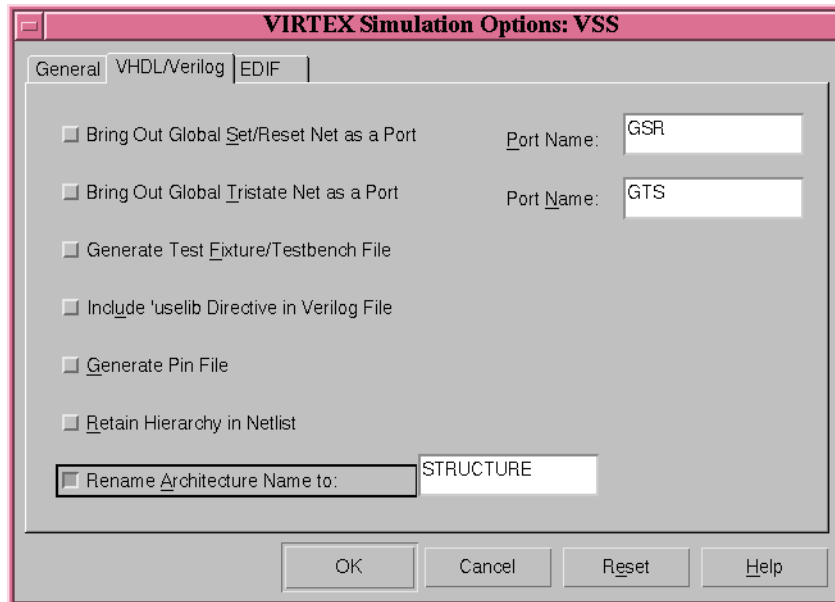 VIRTEX Simulation Options: VSS
General VHDL/Verilog EDIF
Bring Out Global Set/Reset Net as a Port Port Name: GSR
Bring Out Global Tristate Net as a Port Port Name: GTS
Generate Test Fixture/Testbench File
Include 'uselib Directive in Verilog File
Generate Pin File
Retain Hierarchy in Netlist
Rename Architecture Name to: STRUCTURE
OK Cancel Reset Help